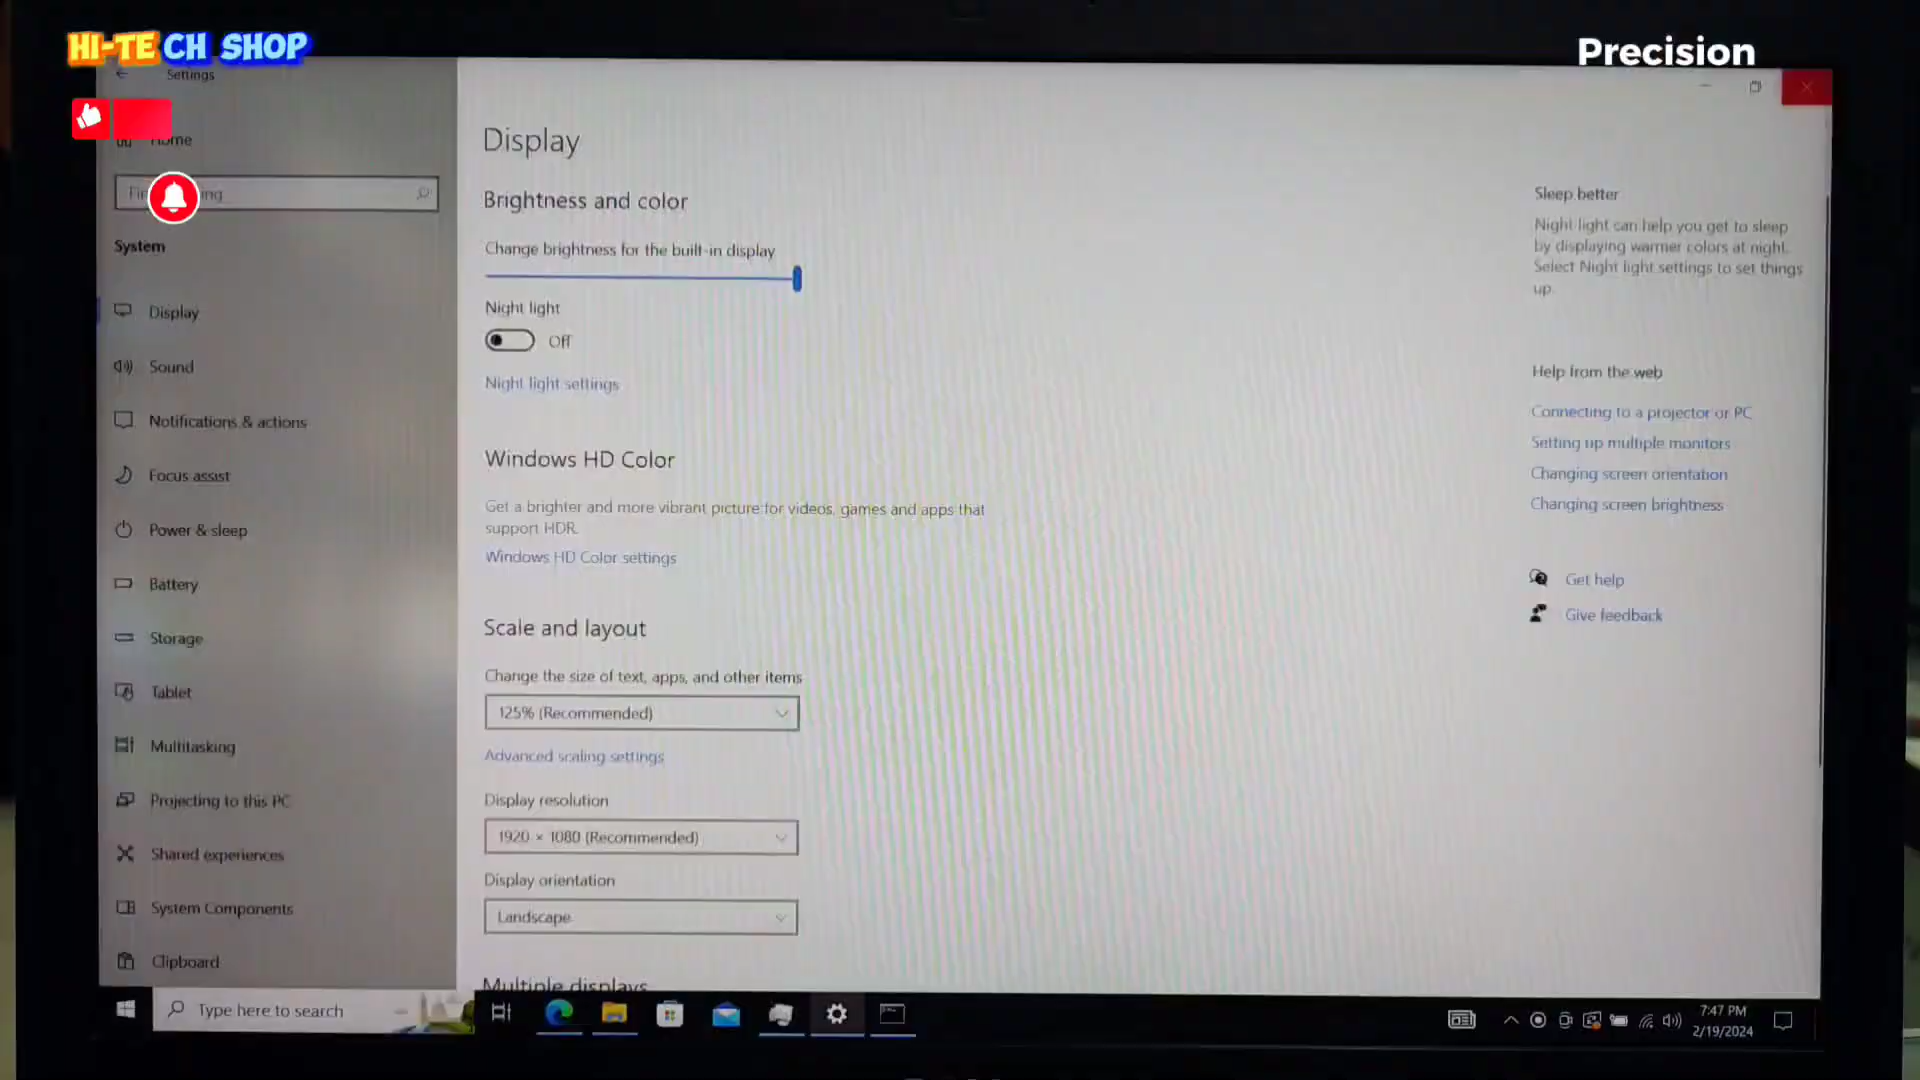 HI-TECH SHOP
Precision
Settings
Home
System
Display
Sound
Notifications & actions
Focus assist
Power & sleep
Battery
Storage
Tablet
Multitasking
Projecting to this PC
Shared experiences
System Components
Clipboard
Display
Brightness and color
Change brightness for the built-in display
Night light
Off
Night light settings
Windows HD Color
Get a brighter and more vibrant picture for videos, games and apps that
support HDR.
Windows HD Color settings
Scale and layout
Change the size of text, apps, and other items
125% (Recommended)
Advanced scaling settings
Display resolution
1920 × 1080 (Recommended)
Display orientation
Landscape
Multiple displays
Sleep better
Night light can help you get to sleep
by displaying warmer colors at night.
Select Night light settings to set things
up.
Help from the web
Connecting to a projector or PC
Setting up multiple monitors
Changing screen orientation
Changing screen brightness
Get help
Give feedback
Type here to search
7:47 PM
2/19/2024